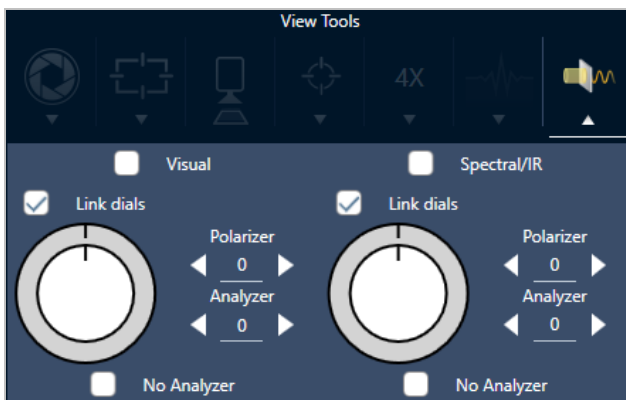 View Tools
4X
Visual
Spectral/IR
Link dials
Link dials
Polarizer
0
Analyzer
0
Polarizer
0
Analyzer
0
No Analyzer
No Analyzer